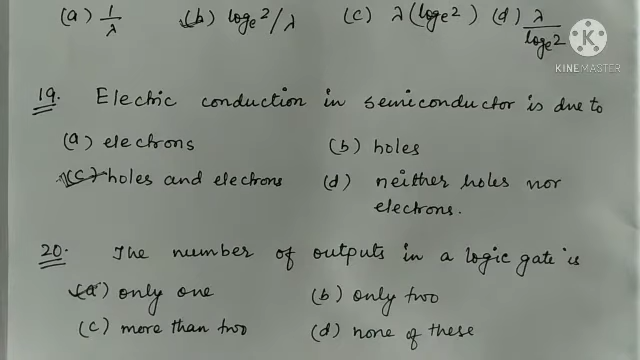 (a) 1/λ (b) loge2/λ (c) λ(loge2) (d) λ/loge2
KINEMASTER
19. Electric conduction in semiconductor is due to
(a) electrons (b) holes
(c) holes and electrons (d) neither holes nor
electrons.
20. The number of outputs in a logic gate is
(a) only one (b) only two
(c) more than two (d) none of these